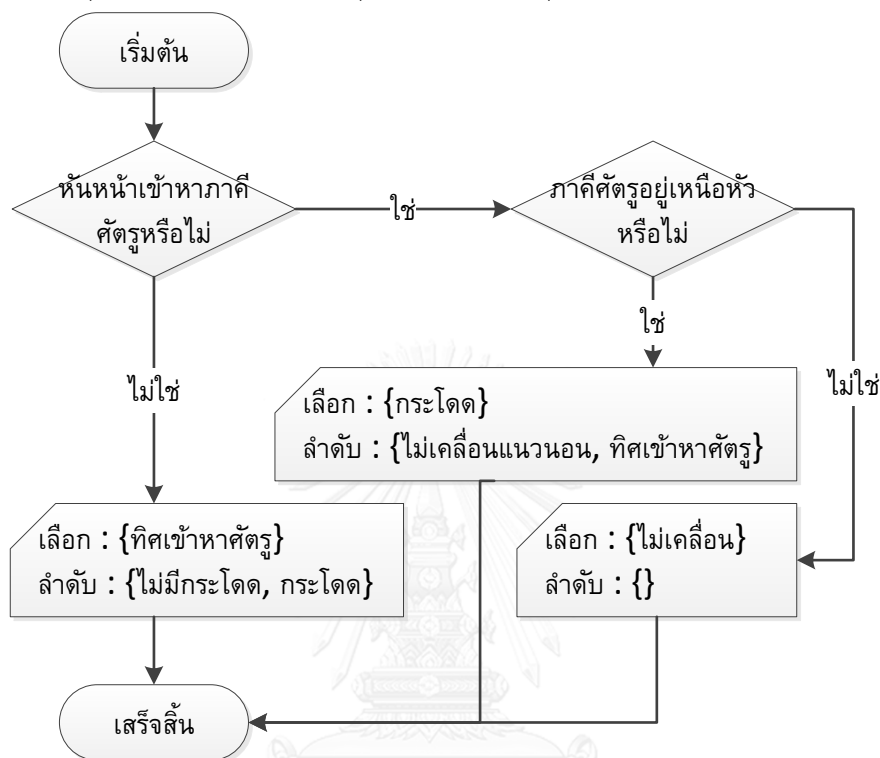 เริ่มต้น
หันหน้าเข้าหาภาคี
ศัตรูหรือไม่
ใช่
ภาคีศัตรูอยู่เหนือหัว
หรือไม่
ใช่
ไม่ใช่
ไม่ใช่
เลือก : {กระโดด}
ลำดับ : {ไม่เคลื่อนแนวนอน, ทิศเข้าหาศัตรู}
เลือก : {ทิศเข้าหาศัตรู}
ลำดับ : {ไม่มีกระโดด, กระโดด}
เลือก : {ไม่เคลื่อน}
ลำดับ : {}
เสร็จสิ้น